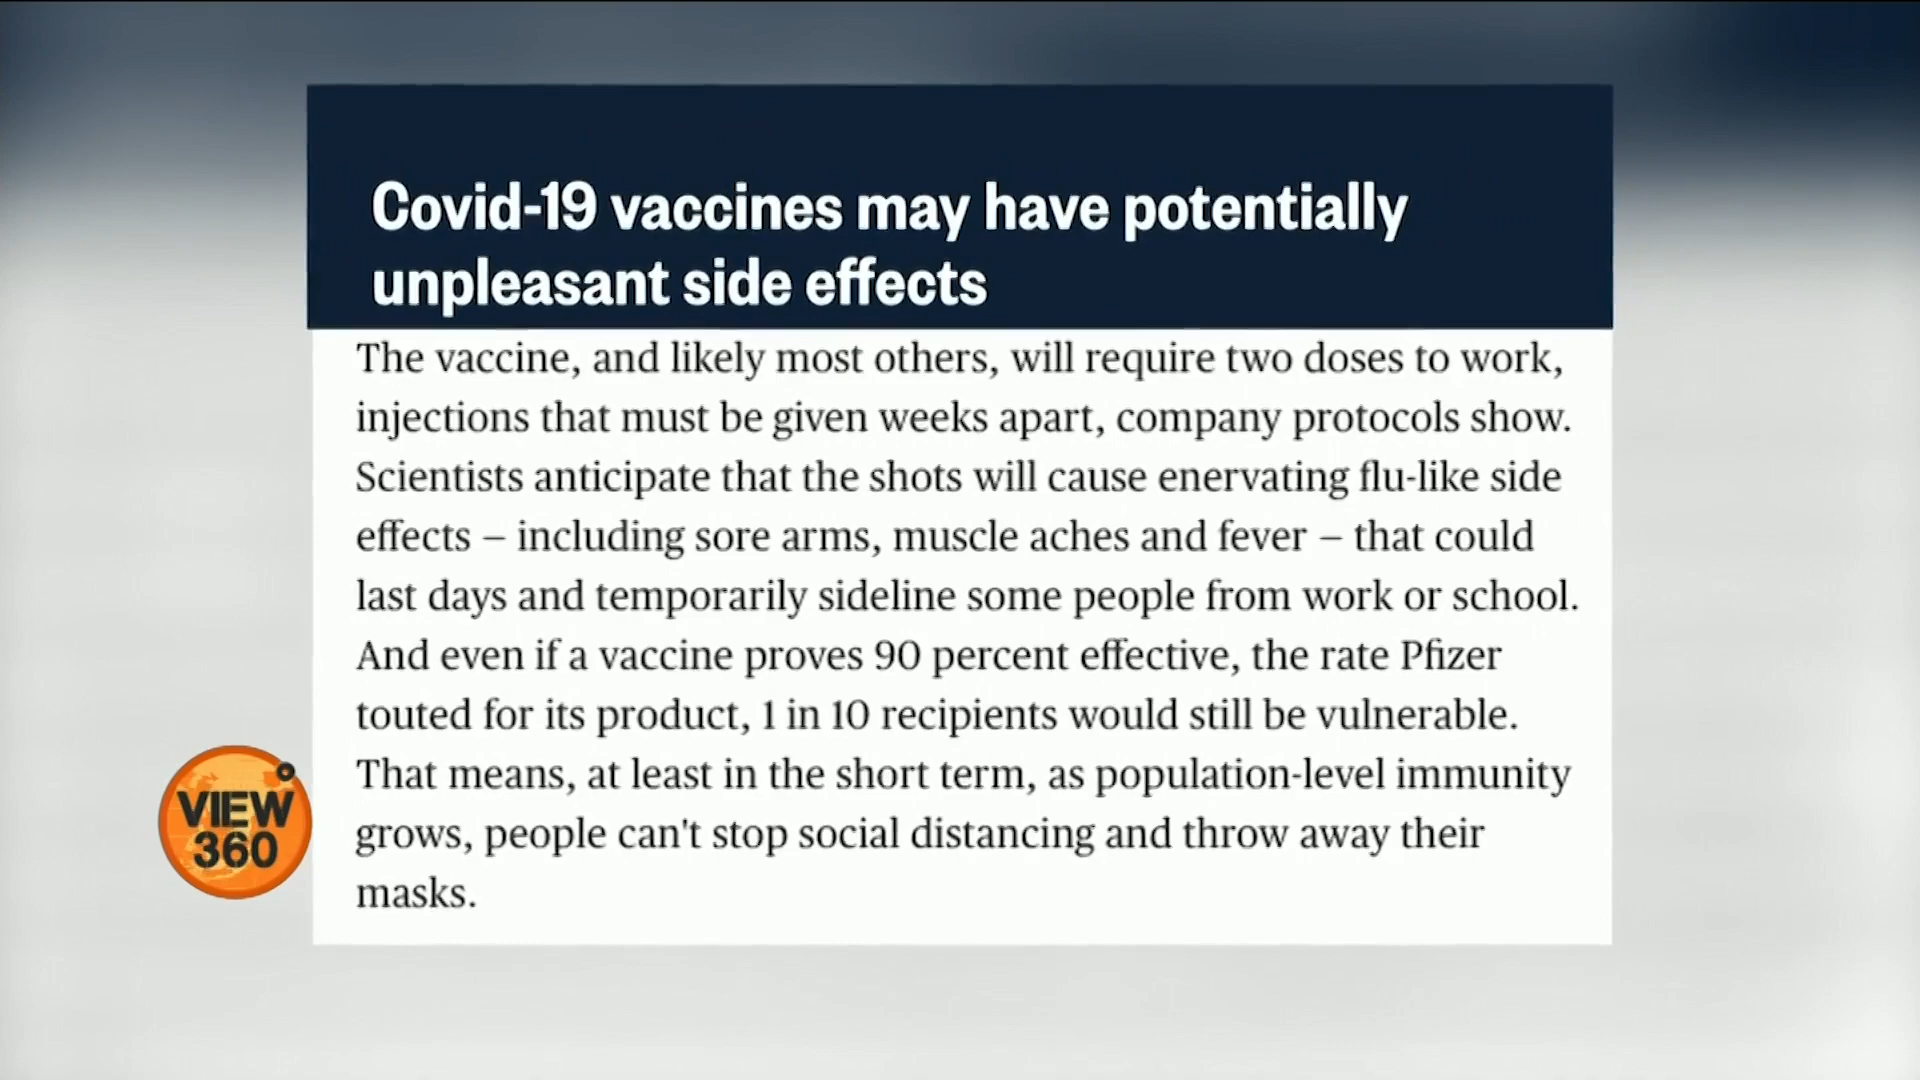 Covid-19 vaccines may have potentially
unpleasant side effects
The vaccine, and likely most others, will require two doses to work,
injections that must be given weeks apart, company protocols show.
Scientists anticipate that the shots will cause enervating flu-like side
effects – including sore arms, muscle aches and fever – that could
last days and temporarily sideline some people from work or school.
And even if a vaccine proves 90 percent effective, the rate Pfizer
touted for its product, 1 in 10 recipients would still be vulnerable.
That means, at least in the short term, as population-level immunity
grows, people can't stop social distancing and throw away their
masks.
VIEW
360°